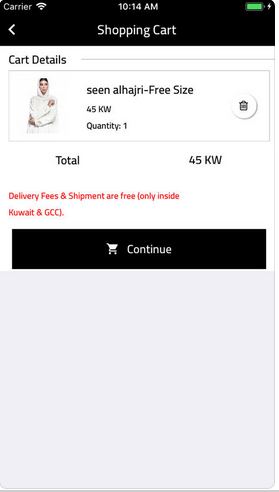 Carrier 10:14 AM
Shopping Cart
Cart Details
seen alhajri-Free Size
45 KW
Quantity: 1
Total 45 KW
Delivery Fees & Shipment are free (only inside
Kuwait & GCC).
Continue